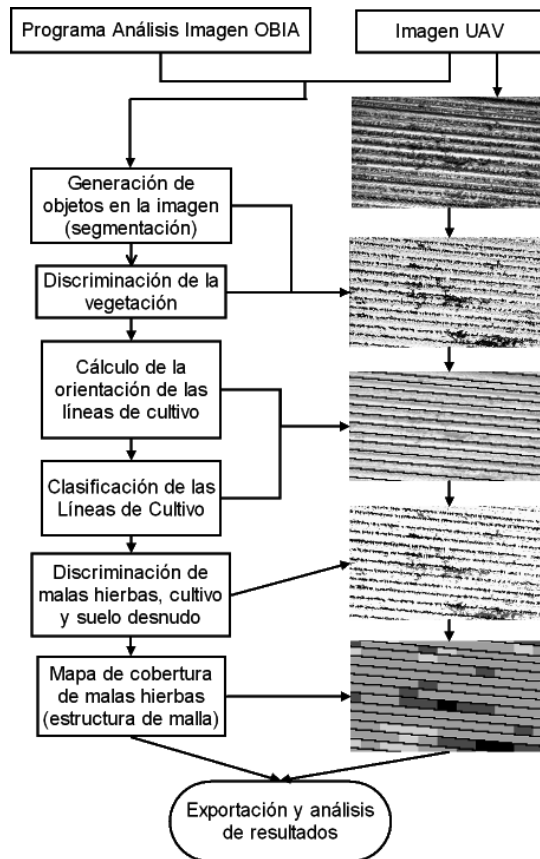 Programa Análisis Imagen OBIA
Imagen UAV
Generación de
objetos en la imagen
(segmentación)
Discriminación de la
vegetación
Cálculo de la
orientación de las
líneas de cultivo
Clasificación de las
Líneas de Cultivo
Discriminación de
malas hierbas, cultivo
y suelo desnudo
Mapa de cobertura
de malas hierbas
(estructura de malla)
Exportación y análisis
de resultados